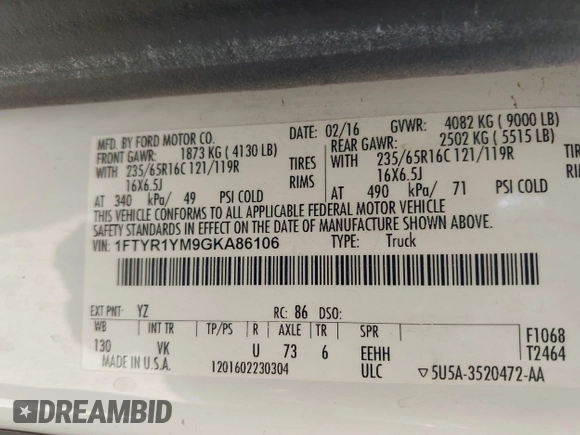 MFD. BY FORD MOTOR CO. DATE: 02/16 GVWR: 4082 KG ( 9000 LB)
FRONT GAWR: 1873 KG ( 4130 LB) REAR GAWR: 2502 KG ( 5515 LB)
WITH 235/65R16C 121/119R TIRES WITH 235/65R16C 121/119R
16X6.5J RIMS 16X6.5J
AT 340 kPa/ 49 PSI COLD AT 490 kPa/ 71 PSI COLD
THIS VEHICLE CONFORMS TO ALL APPLICABLE FEDERAL MOTOR VEHICLE
SAFETY STANDARDS IN EFFECT ON THE DATE OF MANUFACTURE SHOWN ABOVE.
VIN: 1FTYR1YM9GKA86106 TYPE: Truck
EXT PNT: YZ RC: 86 DSO:
WB INT TR TP/PS R AXLE TR SPR F1068
130 VK U 73 6 EEHH T2464
MADE IN U.S.A. 1201602230304 ULC ▽5U5A-3520472-AA
DREAMBID